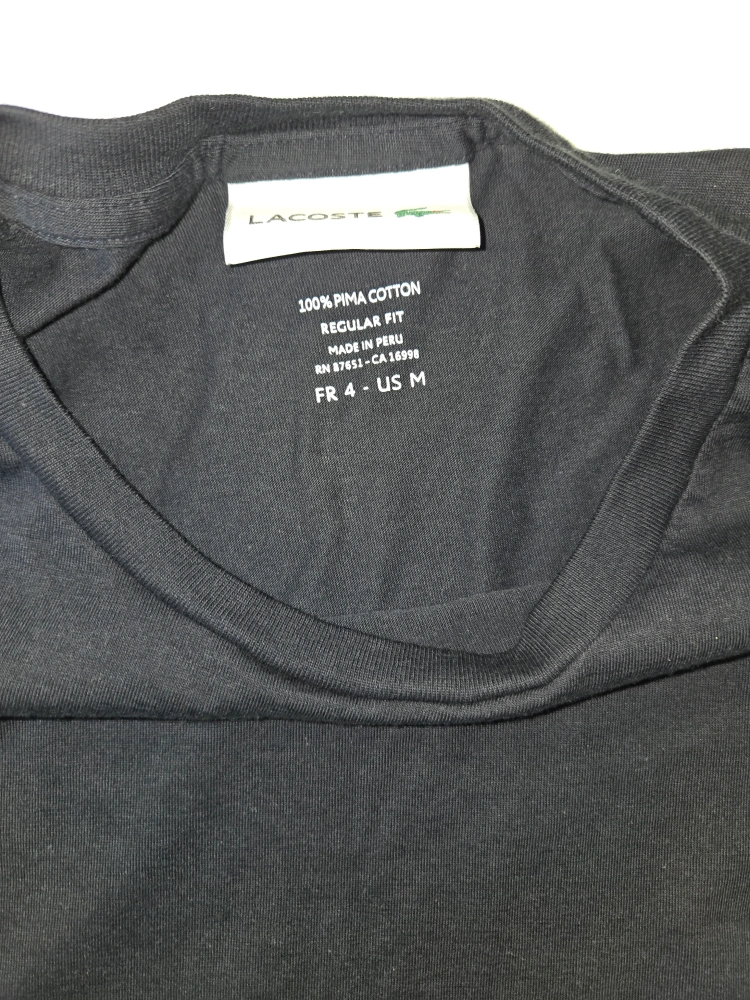 LACOSTE
100% PIMA COTTON
REGULAR FIT
MADE IN PERU
RN 87651 - CA 16998
FR 4 - US M